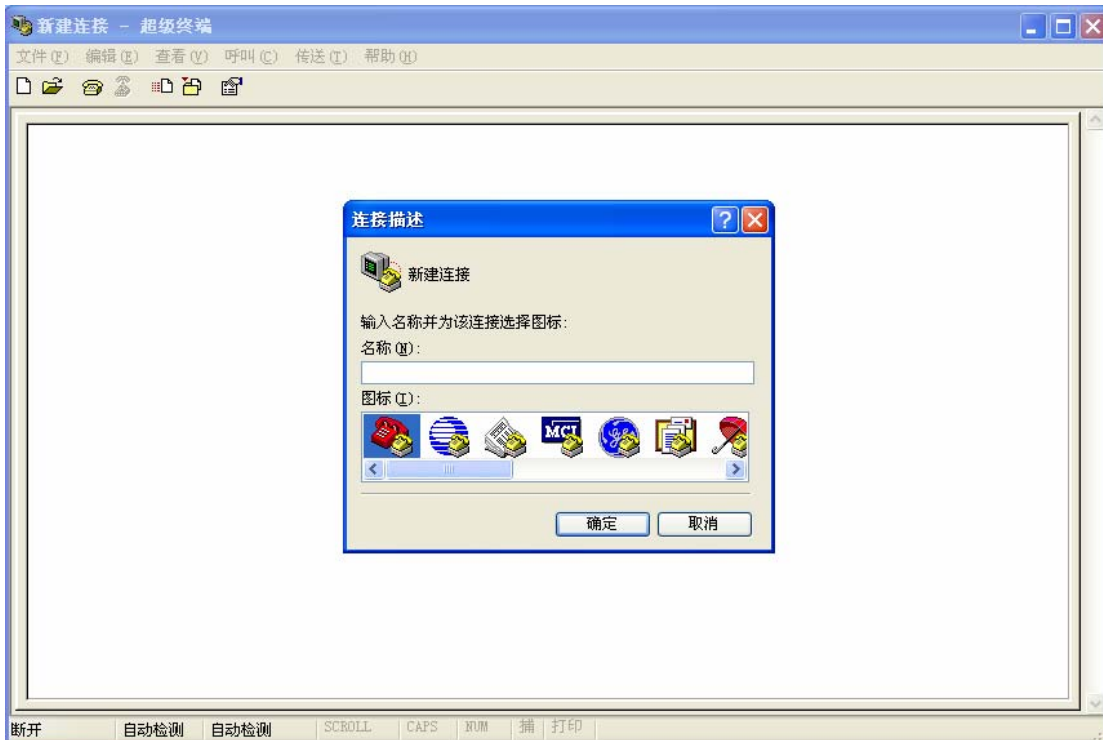 新建连接 - 超级终端
文件(F) 编辑(E) 查看(V) 呼叫(C) 传送(T) 帮助(H)
连接描述
新建连接
输入名称并为该连接选择图标:
名称(N):
图标(I):
MCI
确定 取消
断开 自动检测 自动检测 SCROLL CAPS NUM 捕 打印